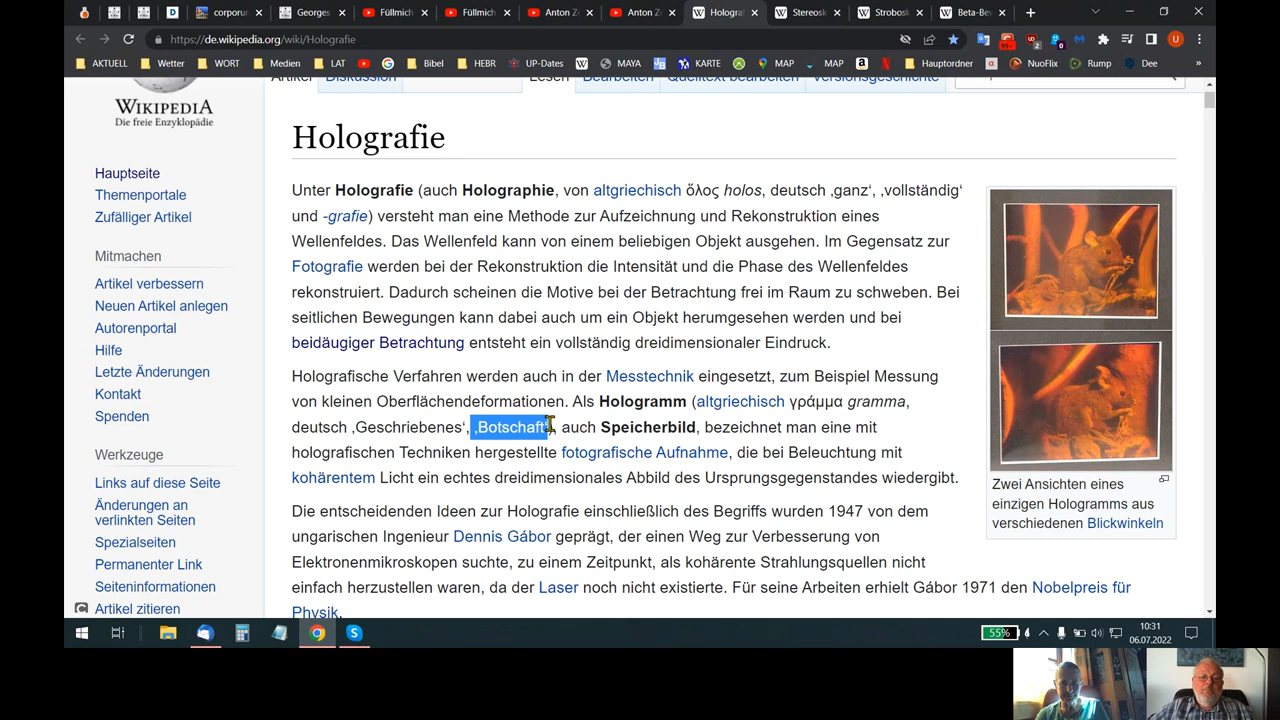 corporun
Georges
Füllmich
Füllmich
Anton Z
Anton Z
Hologra
Stereosk
Strobosk
Beta-Be
https://de.wikipedia.org/wiki/Holografie
AKTUELL
Wetter
WORT
Medien
LAT
Bibel
HEBR
UP-Dates
MAYA
KARTE
MAP
MAP
Hauptordner
NuoFlix
Rump
Dee
»
Artikel
Diskussion
Lesen
Bearbeiten
Quelltext bearbeiten
Versionsgeschichte
WIKIPEDIA
Die freie Enzyklopädie
Hauptseite
Themenportale
Zufälliger Artikel
Mitmachen
Artikel verbessern
Neuen Artikel anlegen
Autorenportal
Hilfe
Letzte Änderungen
Kontakt
Spenden
Werkzeuge
Links auf diese Seite
Änderungen an
verlinkten Seiten
Spezialseiten
Permanenter Link
Seiteninformationen
Artikel zitieren
Holografie
Unter Holografie (auch Holographie, von altgriechisch ὅλος holos, deutsch ‚ganz‘, ‚vollständig‘
und -grafie) versteht man eine Methode zur Aufzeichnung und Rekonstruktion eines
Wellenfeldes. Das Wellenfeld kann von einem beliebigen Objekt ausgehen. Im Gegensatz zur
Fotografie werden bei der Rekonstruktion die Intensität und die Phase des Wellenfeldes
rekonstruiert. Dadurch scheinen die Motive bei der Betrachtung frei im Raum zu schweben. Bei
seitlichen Bewegungen kann dabei auch um ein Objekt herumgesehen werden und bei
beidäugiger Betrachtung entsteht ein vollständig dreidimensionaler Eindruck.
Holografische Verfahren werden auch in der Messtechnik eingesetzt, zum Beispiel Messung
von kleinen Oberflächendeformationen. Als Hologramm (altgriechisch γράμμα gramma,
deutsch ‚Geschriebenes‘, ‚Botschaft‘), auch Speicherbild, bezeichnet man eine mit
holografischen Techniken hergestellte fotografische Aufnahme, die bei Beleuchtung mit
kohärentem Licht ein echtes dreidimensionales Abbild des Ursprungsgegenstandes wiedergibt.
Die entscheidenden Ideen zur Holografie einschließlich des Begriffs wurden 1947 von dem
ungarischen Ingenieur Dennis Gábor geprägt, der einen Weg zur Verbesserung von
Elektronenmikroskopen suchte, zu einem Zeitpunkt, als kohärente Strahlungsquellen nicht
einfach herzustellen waren, da der Laser noch nicht existierte. Für seine Arbeiten erhielt Gábor 1971 den Nobelpreis für
Physik.
Zwei Ansichten eines
einzigen Hologramms aus
verschiedenen Blickwinkeln
55%
10:31
06.07.2022